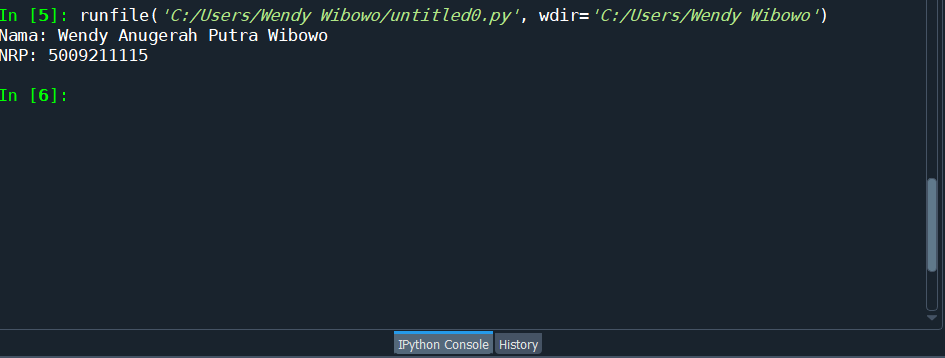 In [5]: runfile('C:/Users/Wendy Wibowo/untitled0.py', wdir='C:/Users/Wendy Wibowo')
Nama: Wendy Anugerah Putra Wibowo
NRP: 5009211115
In [6]:
IPython Console
History